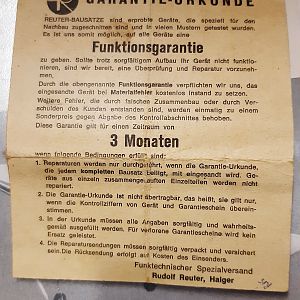 GARANTIE-URKUNDE
REUTER-BAUSÄTZE sind erprobte Geräte, die speziell für den
Nachbau zugeschnitten sind und in vielen Mustern getestet wurden.
Es ist uns somit möglich, auf alle Geräte eine
Funktionsgarantie
zu geben. Sollte trotz sorgfältigem Aufbau ihr Gerät nicht funktio-
nieren, sind wir bereit, eine Überprüfung und Reparatur vorzuneh-
men.
Durch die obengenannte Funktionsgarantie verpflichten wir uns, das
eingesandte Gerät bei Materialfehler kostenlos instand zu setzen.
Weitere Fehler, die durch falschen Zusammenbau oder durch Ver-
schulden des Kunden entstanden sind, werden einmalig zu einem
Sonderpreis gegen Abgabe des Kontrollabschnittes behoben.
Diese Garantie gilt für einen Zeitraum von
3 Monaten
wenn folgende Bedingungen erfüllt sind:
1. Reparaturen werden nur durchgeführt, wenn die Garantie-Urkunde,
die jedem kompletten Bausatz beiliegt, mit eingesandt wird. Ge-
räte aus einzeln zusammengekauften Einzelteilen werden nicht
repariert.
2. Die Garantie-Urkunde ist nicht übertragbar, das heißt, sie gilt nur,
wenn die Kontrollziffern von Gerät und Garantieschein überein-
stimmen.
3. In der Urkunde müssen alle Angaben sorgfältig und wahrheits-
gemäß ausgefüllt werden. Für verlorene Garantiescheine wird kein
Ersatz geleistet.
4. Die Reparatursendungen müssen sorgfältig verpackt und versichert
sein. Die Rücksendung erfolgt auf Kosten des Einsenders.
Funktechnischer Spezialversand
Rudolf Reuter, Haiger